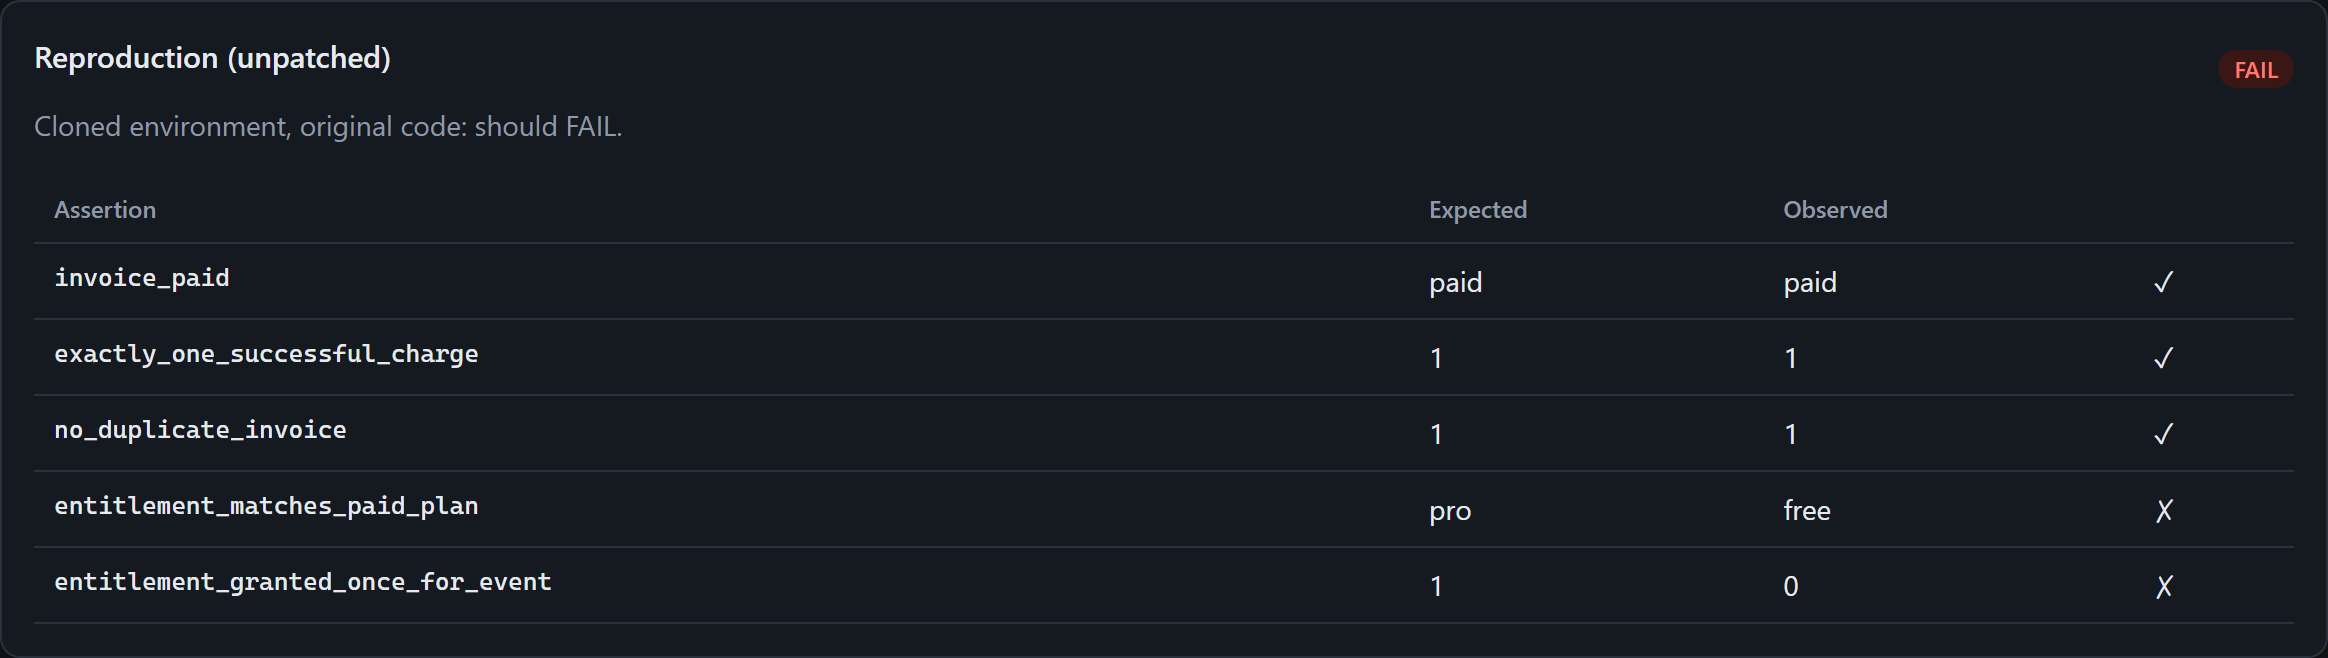 Reproduction (unpatched)
FAIL
Cloned environment, original code: should FAIL.
Assertion Expected Observed
invoice_paid paid paid ✓
exactly_one_successful_charge 1 1 ✓
no_duplicate_invoice 1 1 ✓
entitlement_matches_paid_plan pro free ✗
entitlement_granted_once_for_event 1 0 ✗